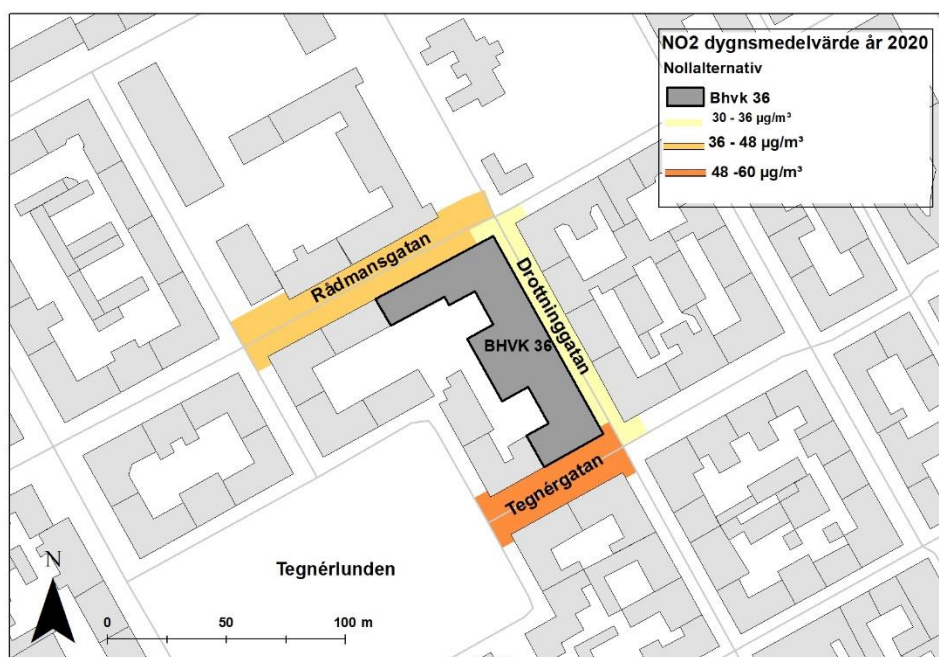 NO2 dygnsmedelvärde år 2020
Nollalternativ
Bhvk 36
30 - 36 µg/m³
36 - 48 µg/m³
48 -60 µg/m³
Rådmansgatan
Drottninggatan
BHVK 36
Tegnérgatan
Tegnérlunden
N
0 50 100 m